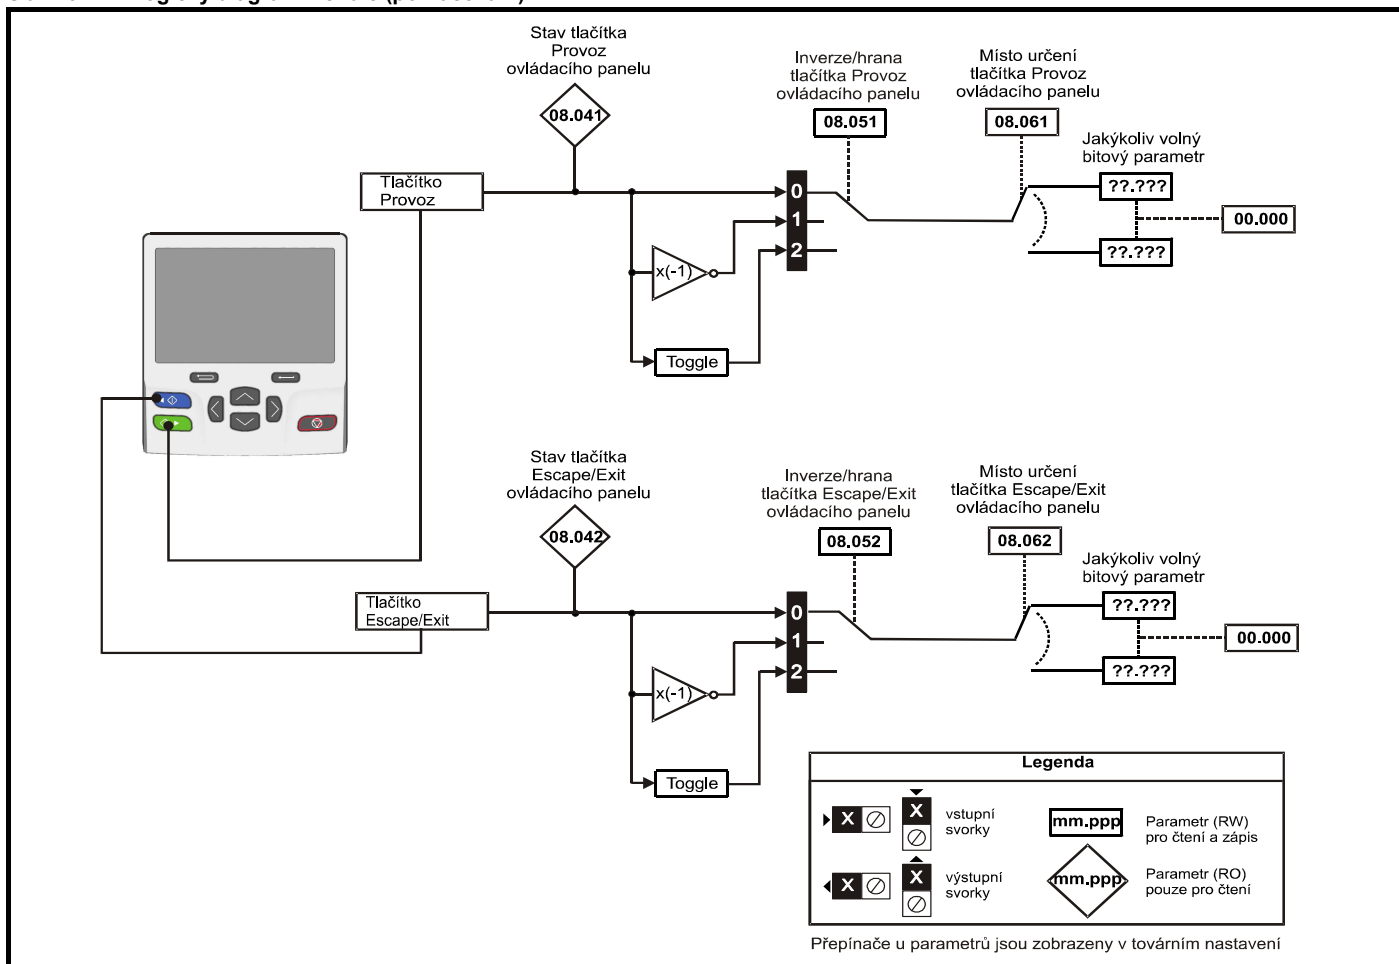 Stav tlačítka
Provoz
ovládacího panelu
08.041
Inverze/hrana
tlačítka Provoz
ovládacího panelu
08.051
Místo určení
tlačítka Provoz
ovládacího panelu
08.061
Jakýkoliv volný
bitový parametr
??.???
??.???
00.000
Tlačítko
Provoz
0
1
2
x(-1)
Toggle
Stav tlačítka
Escape/Exit
ovládacího panelu
08.042
Inverze/hrana
tlačítka Escape/Exit
ovládacího panelu
08.052
Místo určení
tlačítka Escape/Exit
ovládacího panelu
08.062
Jakýkoliv volný
bitový parametr
??.???
??.???
00.000
Tlačítko
Escape/Exit
0
1
2
x(-1)
Toggle
Legenda
X
X
vstupní
svorky
mm.ppp
Parametr (RW)
pro čtení a zápis
X
X
výstupní
svorky
mm.ppp
Parametr (RO)
pouze pro čtení
Přepínače u parametrů jsou zobrazeny v továrním nastavení